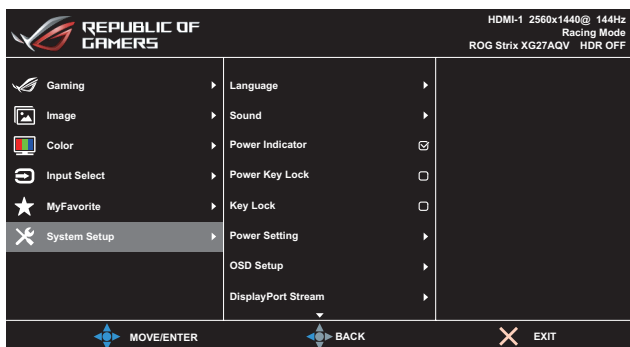 REPUBLIC OF
GAMERS
HDMI-1 2560x1440@ 144Hz
Racing Mode
ROG Strix XG27AQV HDR OFF
Gaming
Image
Color
Input Select
MyFavorite
System Setup
Language
Sound
Power Indicator
Power Key Lock
Key Lock
Power Setting
OSD Setup
DisplayPort Stream
MOVE/ENTER
BACK
EXIT